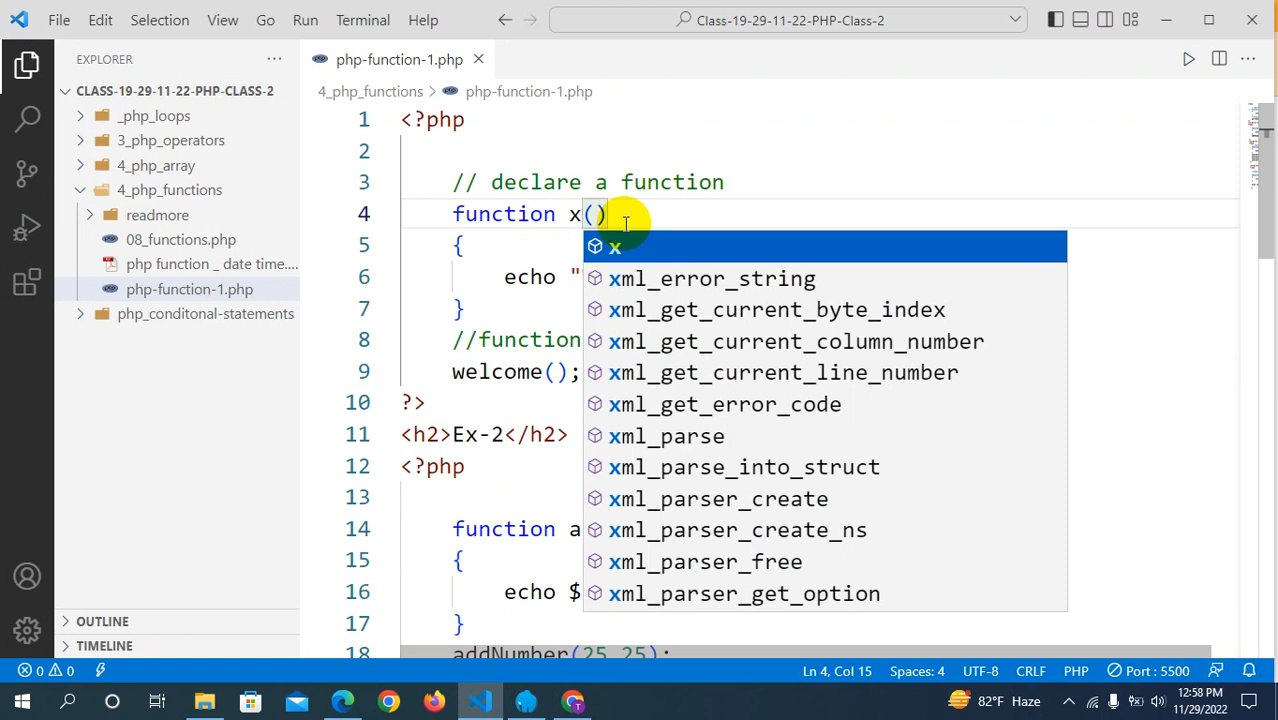 File Edit Selection View Go Run Terminal Help
Class-19-29-11-22-PHP-Class-2
EXPLORER
php-function-1.php
CLASS-19-29-11-22-PHP-CLASS-2
4_php_functions > php-function-1.php
_php_loops
3_php_operators
4_php_array
4_php_functions
readmore
08_functions.php
php function _ date time....
php-function-1.php
php_conditonal-statements
OUTLINE
TIMELINE
1 <?php
2
3 // declare a function
4 function x()
5 {
6 echo "
7 }
8 //function
9 welcome();
10 ?>
11 <h2>Ex-2</h2>
12 <?php
13
14 function a
15 {
16 echo $
17 }
18 addNumber(25,25);
x
xml_error_string
xml_get_current_byte_index
xml_get_current_column_number
xml_get_current_line_number
xml_get_error_code
xml_parse
xml_parse_into_struct
xml_parser_create
xml_parser_create_ns
xml_parser_free
xml_parser_get_option
0 0 Ln 4, Col 15 Spaces: 4 UTF-8 CRLF PHP Port : 5500
82°F Haze 12:58 PM
11/29/2022